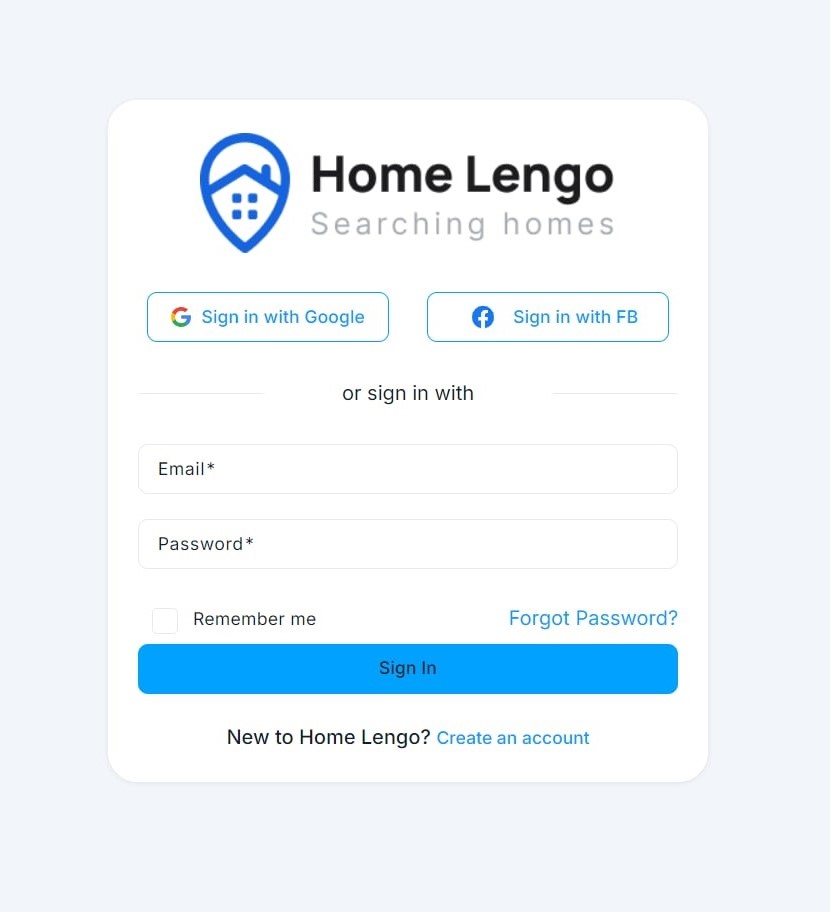 Home Lengo
Searching homes
Sign in with Google
Sign in with FB
or sign in with
Email*
Password*
Remember me
Forgot Password?
Sign In
New to Home Lengo? Create an account